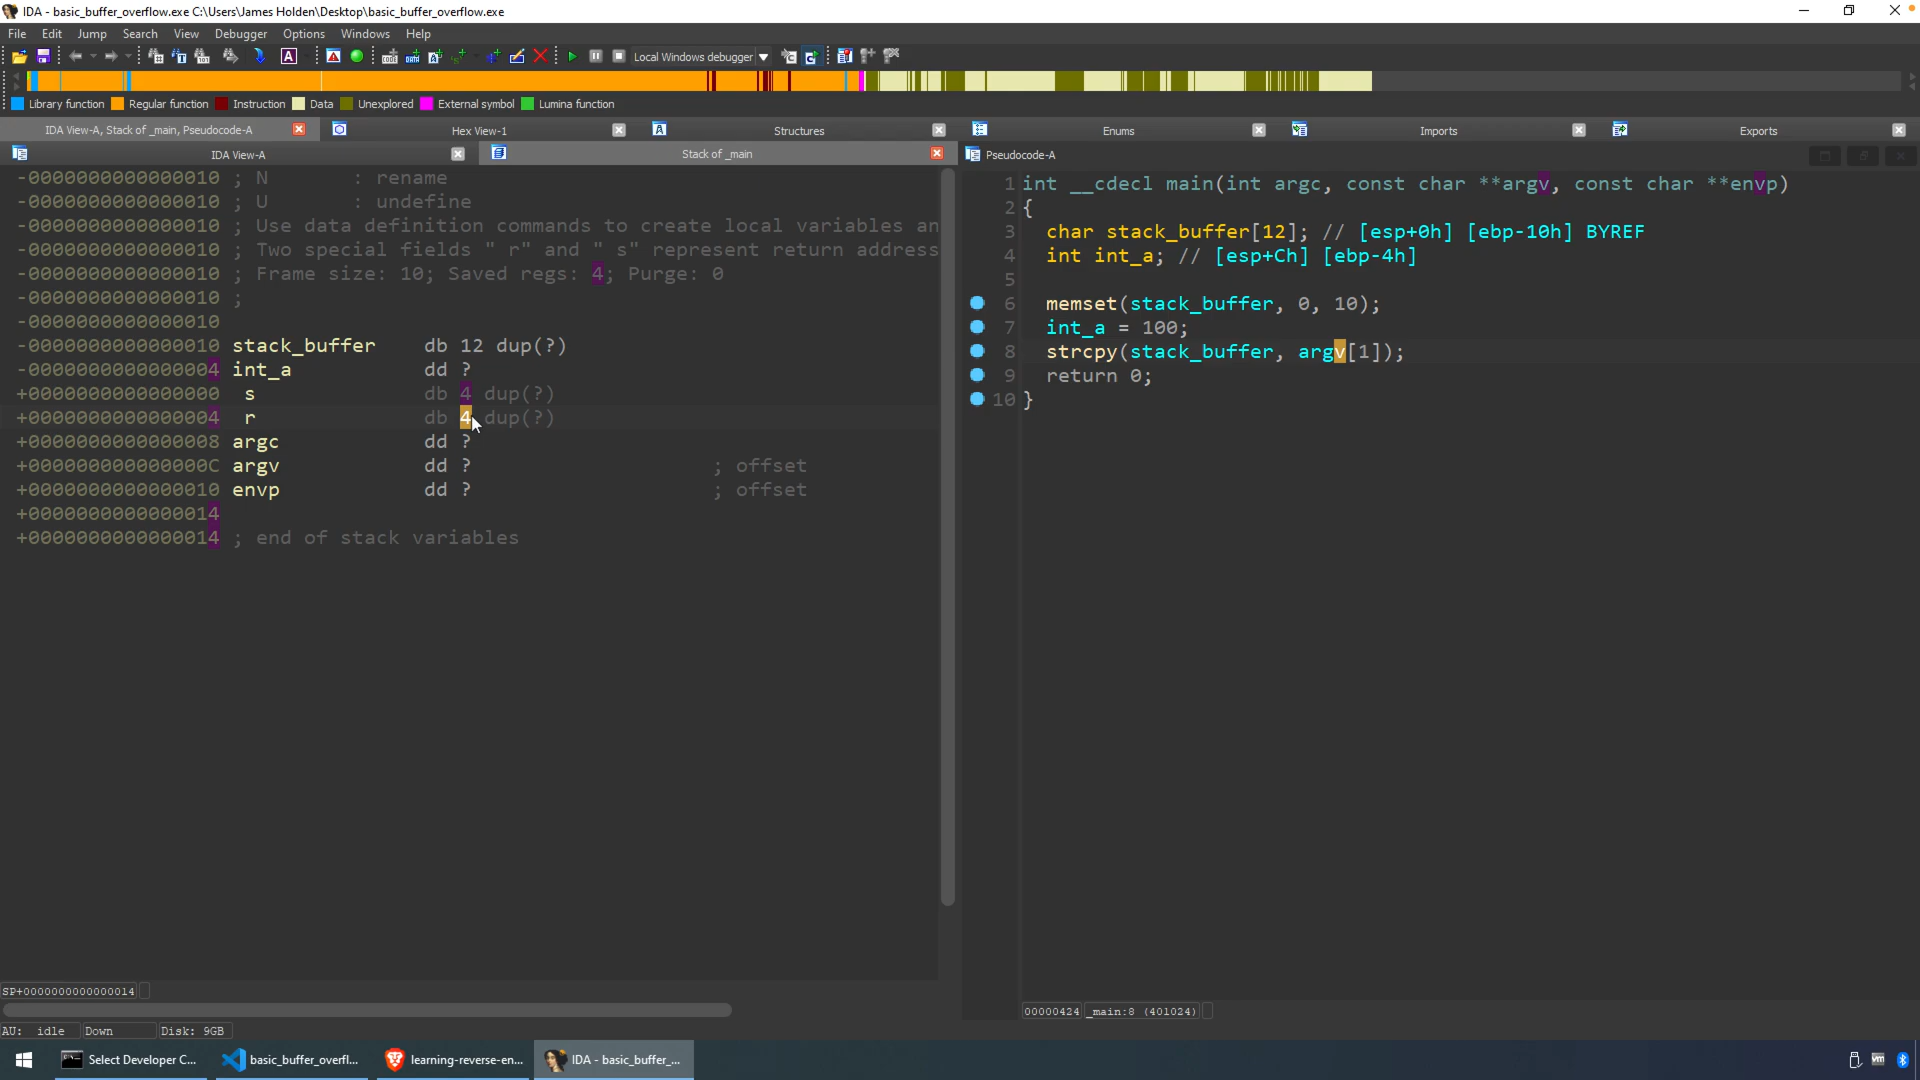 IDA - basic_buffer_overflow.exe C:\Users\James Holden\Desktop\basic_buffer_overflow.exe
File Edit Jump Search View Debugger Options Windows Help
Local Windows debugger
Library function Regular function Instruction Data Unexplored External symbol Lumina function
IDA View-A, Stack of _main, Pseudocode-A Hex View-1 Structures Enums Imports Exports
IDA View-A Stack of _main
-0000000000000010 ; N : rename
-0000000000000010 ; U : undefine
-0000000000000010 ; Use data definition commands to create local variables an
-0000000000000010 ; Two special fields " r" and " s" represent return address
-0000000000000010 ; Frame size: 10; Saved regs: 4; Purge: 0
-0000000000000010 ;
-0000000000000010
-0000000000000010 stack_buffer db 12 dup(?)
-0000000000000004 int_a dd ?
+0000000000000000 s db 4 dup(?)
+0000000000000004 r db 4 dup(?)
+0000000000000008 argc dd ?
+000000000000000C argv dd ? ; offset
+0000000000000010 envp dd ? ; offset
+0000000000000014
+0000000000000014 ; end of stack variables
SP+0000000000000014
Pseudocode-A
1 int __cdecl main(int argc, const char **argv, const char **envp)
2 {
3 char stack_buffer[12]; // [esp+0h] [ebp-10h] BYREF
4 int int_a; // [esp+Ch] [ebp-4h]
5
6 memset(stack_buffer, 0, 10);
7 int_a = 100;
8 strcpy(stack_buffer, argv[1]);
9 return 0;
10 }
00000424 _main:8 (401024)
AU: idle Down Disk: 9GB
Select Developer C... basic_buffer_overfl... learning-reverse-en... IDA - basic_buffer_...